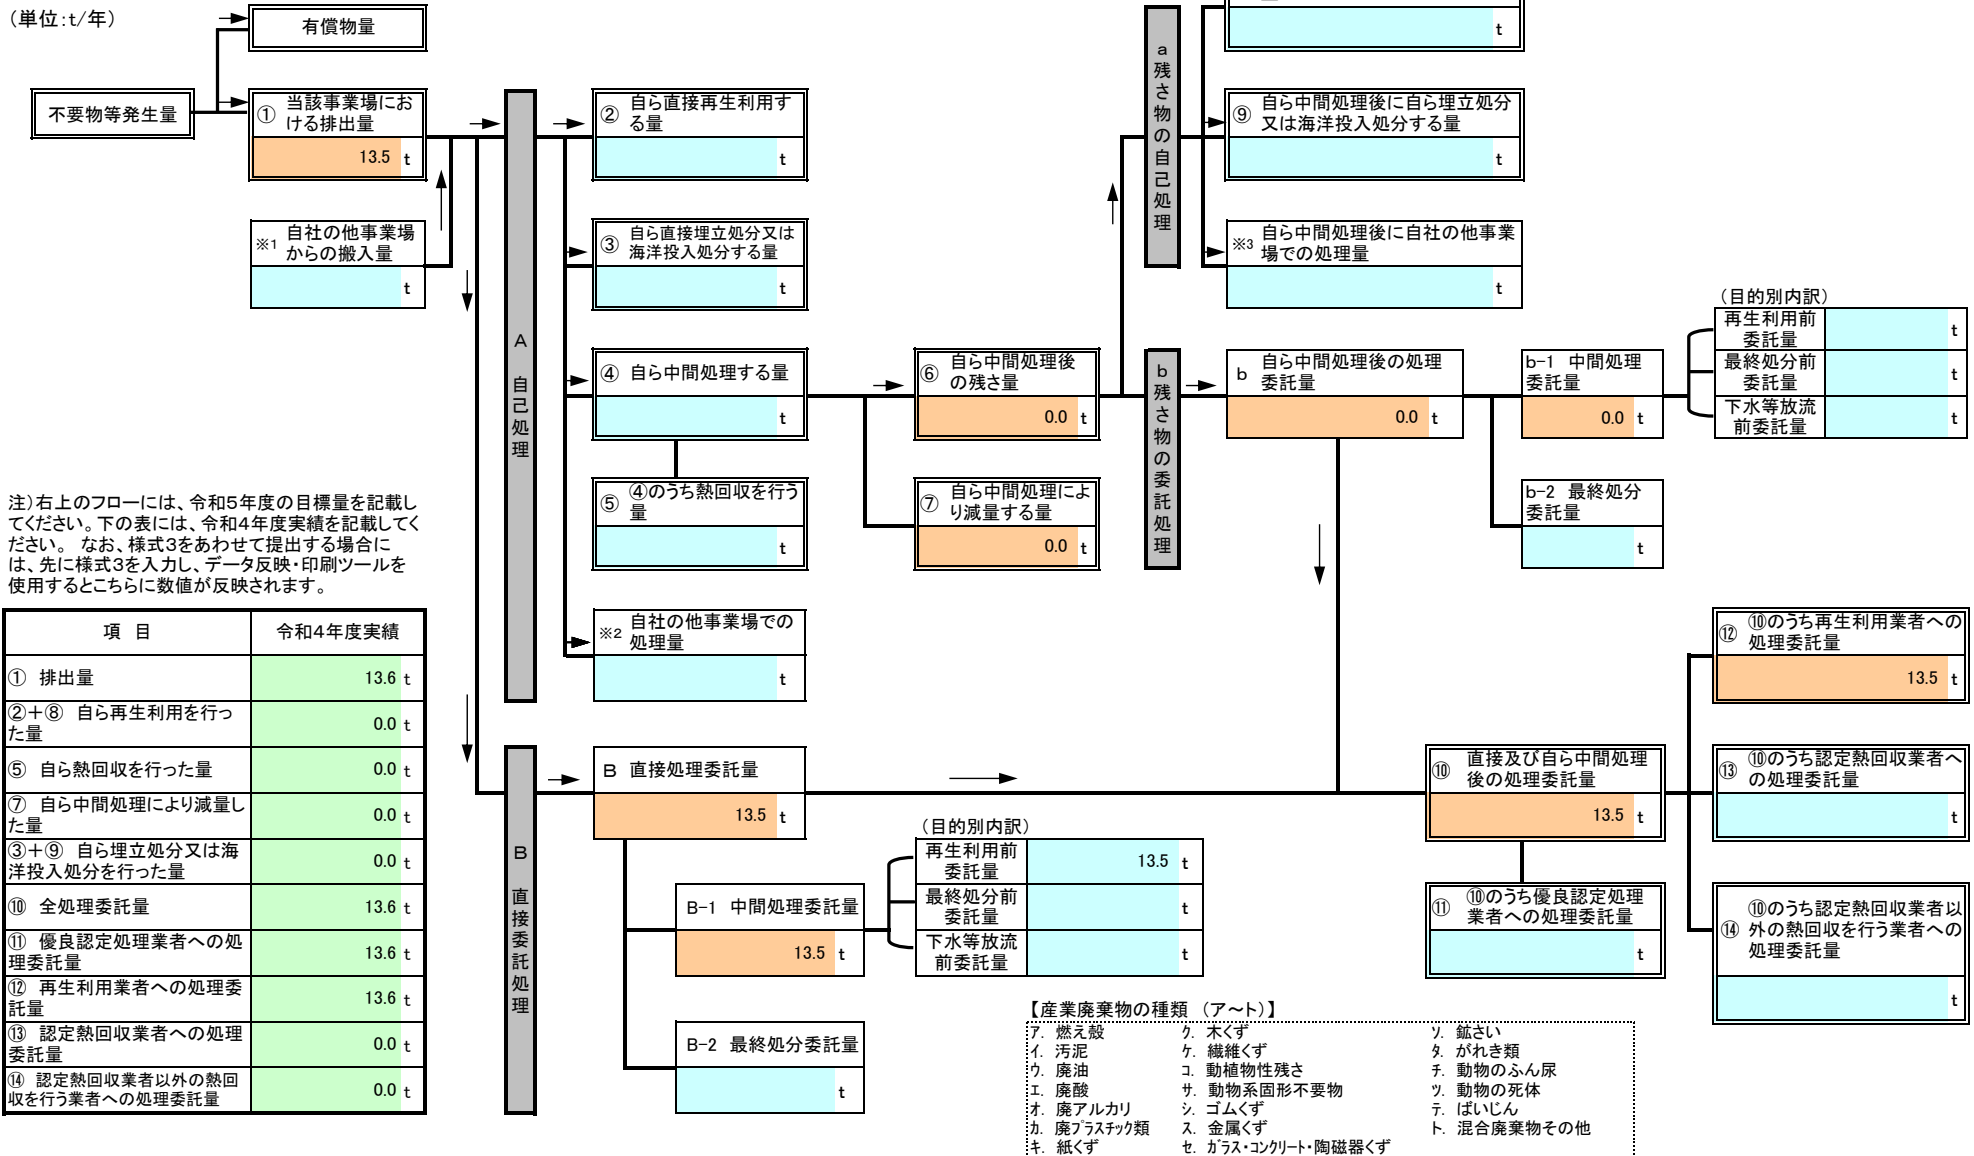 (単位:t/年)
有償物量
不要物等発生量
① 当該事業場にお
ける排出量
13.5 t
※1 自社の他事業場
からの搬入量
t
A 自己処理
② 自ら直接再生利用す
る量
t
③ 自ら直接埋立処分又は
海洋投入処分する量
t
④ 自ら中間処理する量
t
⑤ ④のうち熱回収を行う
量
t
※2 自社の他事業場での
処理量
t
⑥ 自ら中間処理後
の残さ量
0.0 t
⑦ 自ら中間処理によ
り減量する量
0.0 t
a 残さ物の自己処理
t
⑨ 自ら中間処理後に自ら埋立処分
又は海洋投入処分する量
t
※3 自ら中間処理後に自社の他事業
場での処理量
t
b 残さ物の委託処理
b 自ら中間処理後の処理
委託量
0.0 t
b-1 中間処理
委託量
0.0 t
b-2 最終処分
委託量
t
(目的別内訳)
再生利用前
委託量 t
最終処分前
委託量 t
下水等放流
前委託量 t
注)右上のフローには、令和5年度の目標量を記載し
てください。下の表には、令和4年度実績を記載してく
ださい。 なお、様式3をあわせて提出する場合に
は、先に様式3を入力し、データ反映・印刷ツールを
使用するとこちらに数値が反映されます。
項 目 令和4年度実績
① 排出量 13.6 t
②+⑧ 自ら再生利用を行っ
た量 0.0 t
⑤ 自ら熱回収を行った量 0.0 t
⑦ 自ら中間処理により減量し
た量 0.0 t
③+⑨ 自ら埋立処分又は海
洋投入処分を行った量 0.0 t
⑩ 全処理委託量 13.6 t
⑪ 優良認定処理業者への処
理委託量 13.6 t
⑫ 再生利用業者への処理委
託量 13.6 t
⑬ 認定熱回収業者への処理
委託量 0.0 t
⑭ 認定熱回収業者以外の熱回
収を行う業者への処理委託量 0.0 t
B 直接委託処理
B 直接処理委託量
13.5 t
B-1 中間処理委託量
13.5 t
B-2 最終処分委託量
t
(目的別内訳)
再生利用前
委託量 13.5 t
最終処分前
委託量 t
下水等放流
前委託量 t
⑩ 直接及び自ら中間処理
後の処理委託量
13.5 t
⑪ ⑩のうち優良認定処理
業者への処理委託量
t
⑫ ⑩のうち再生利用業者への
処理委託量
13.5 t
⑬ ⑩のうち認定熱回収業者へ
の処理委託量
t
⑭ ⑩のうち認定熱回収業者以
外の熱回収を行う業者への
処理委託量
t
【産業廃棄物の種類 (ア~ト)】
ア. 燃え殻 ク. 木くず ソ. 鉱さい
イ. 汚泥 ケ. 繊維くず タ. がれき類
ウ. 廃油 コ. 動植物性残さ チ. 動物のふん尿
エ. 廃酸 サ. 動物系固形不要物 ツ. 動物の死体
オ. 廃アルカリ シ. ゴムくず テ. ばいじん
カ. 廃プラスチック類 ス. 金属くず ト. 混合廃棄物その他
キ. 紙くず セ. ガラス・コンクリート・陶磁器くず